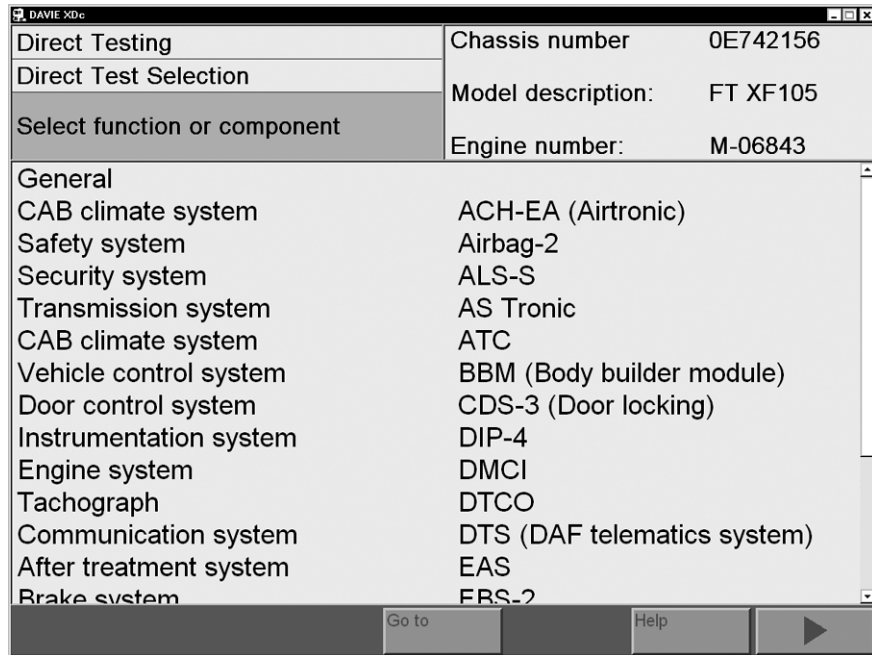 DAVIE XDc
Direct Testing
Direct Test Selection
Select function or component
Chassis number 0E742156
Model description: FT XF105
Engine number: M-06843
General
CAB climate system ACH-EA (Airtronic)
Safety system Airbag-2
Security system ALS-S
Transmission system AS Tronic
CAB climate system ATC
Vehicle control system BBM (Body builder module)
Door control system CDS-3 (Door locking)
Instrumentation system DIP-4
Engine system DMCI
Tachograph DTCO
Communication system DTS (DAF telematics system)
After treatment system EAS
Brake system EBS-2
Go to Help